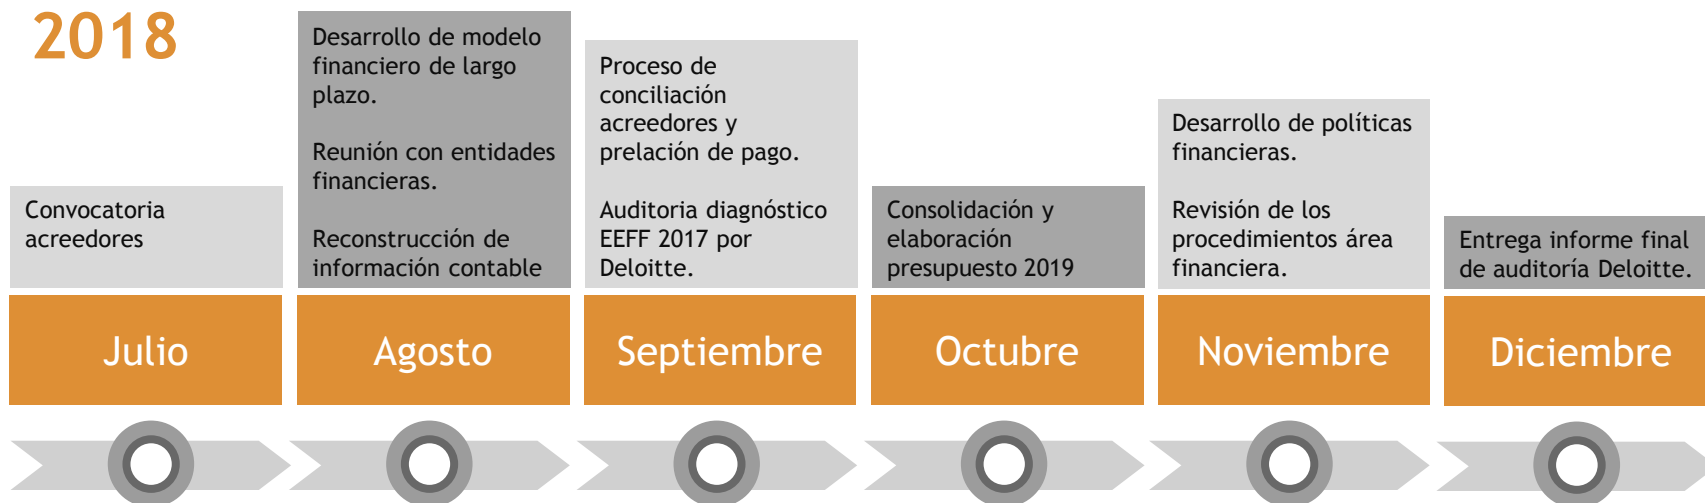 2018
Convocatoria
acreedores
Julio
Desarrollo de modelo
financiero de largo
plazo.
Reunión con entidades
financieras.
Reconstrucción de
información contable
Agosto
Proceso de
conciliación
acreedores y
prelación de pago.
Auditoria diagnóstico
EEFF 2017 por
Deloitte.
Septiembre
Consolidación y
elaboración
presupuesto 2019
Octubre
Desarrollo de políticas
financieras.
Revisión de los
procedimientos área
financiera.
Noviembre
Entrega informe final
de auditoría Deloitte.
Diciembre